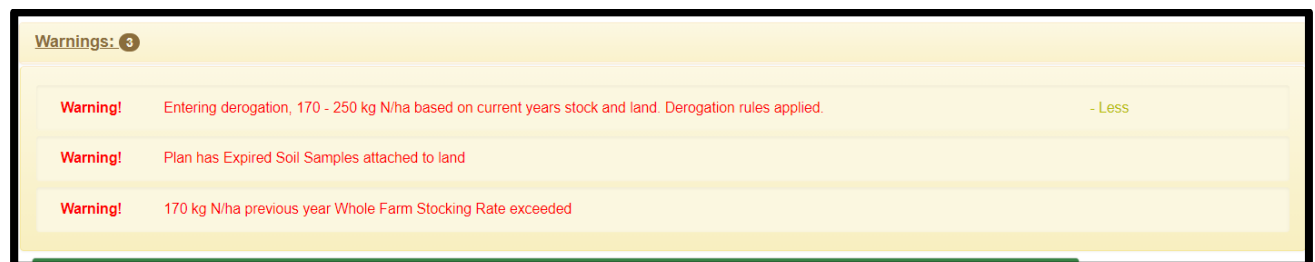 Warnings: 3
Warning! Entering derogation, 170 - 250 kg N/ha based on current years stock and land. Derogation rules applied. - Less
Warning! Plan has Expired Soil Samples attached to land
Warning! 170 kg N/ha previous year Whole Farm Stocking Rate exceeded